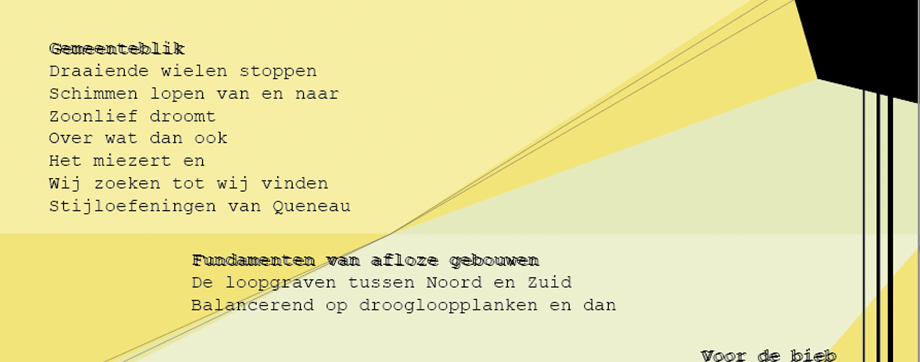 Gemeenteblik
Draaiende wielen stoppen
Schimmen lopen van en naar
Zoonlief droomt
Over wat dan ook
Het miezert en
Wij zoeken tot wij vinden
Stijloefeningen van Queneau
Fundamenten van afloze gebouwen
De loopgraven tussen Noord en Zuid
Balancerend op droogloopplanken en dan
Voor de bieb